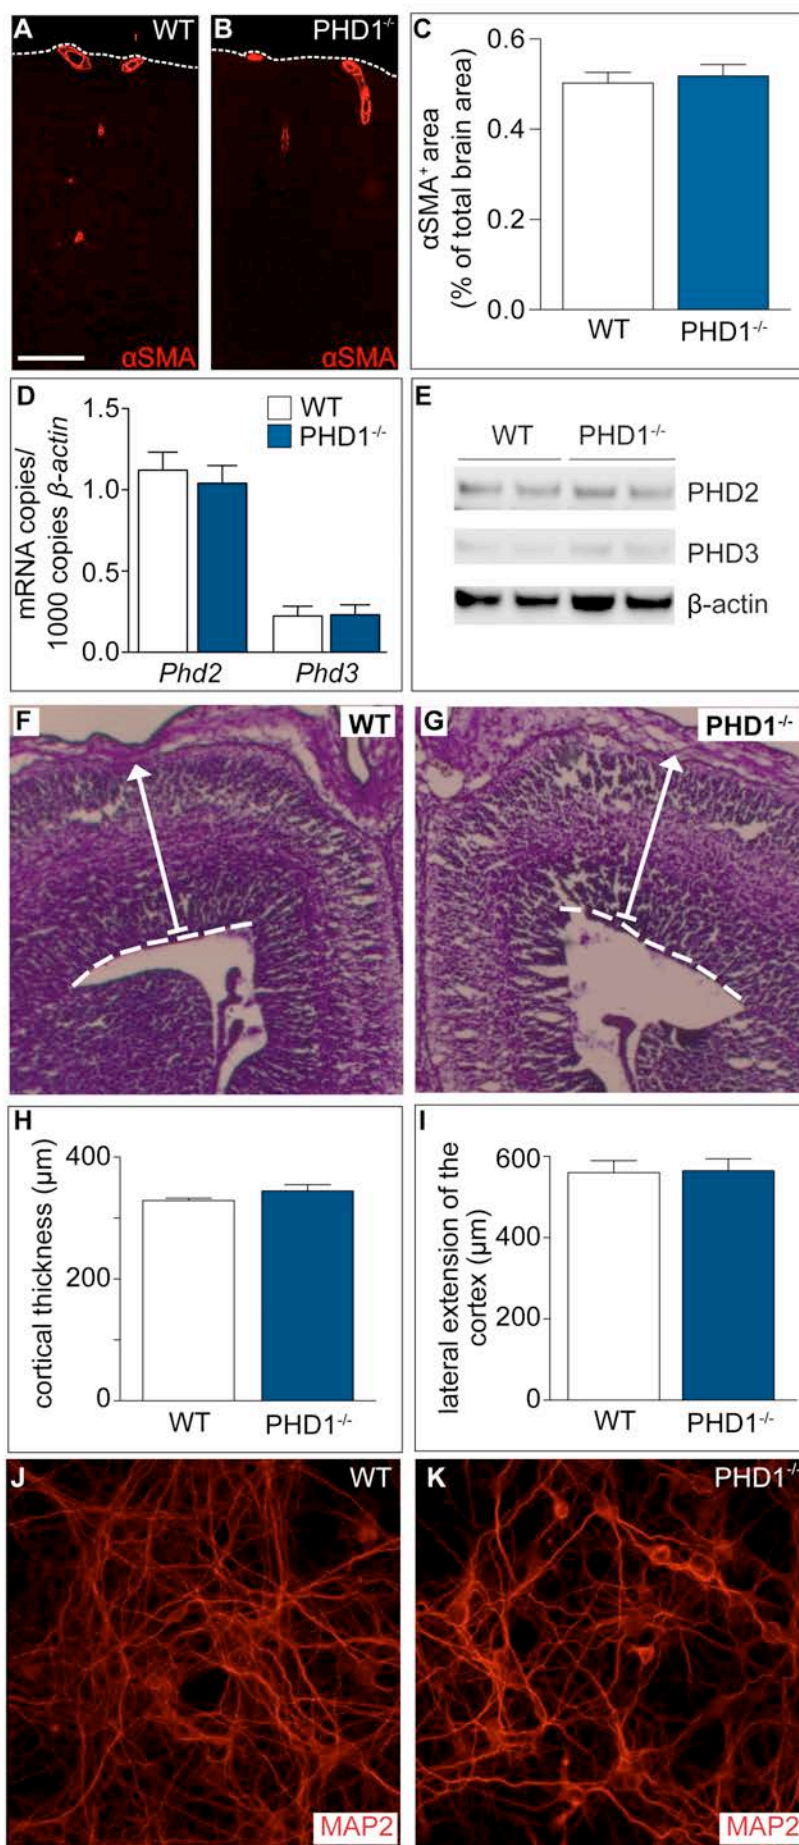 A WT
αSMA
B PHD1-/-
αSMA
C
αSMA+ area
(% of total brain area)
0.6
0.4
0.2
0.0
WT PHD1-/-
D
WT
PHD1-/-
mRNA copies/
1000 copies β-actin
1.5
1.0
0.5
0.0
Phd2 Phd3
E
WT PHD1-/-
PHD2
PHD3
β-actin
F WT
G PHD1-/-
H
cortical thickness (µm)
400
200
0
WT PHD1-/-
I
lateral extension of the
cortex (µm)
600
400
200
0
WT PHD1-/-
J WT
MAP2
K PHD1-/-
MAP2